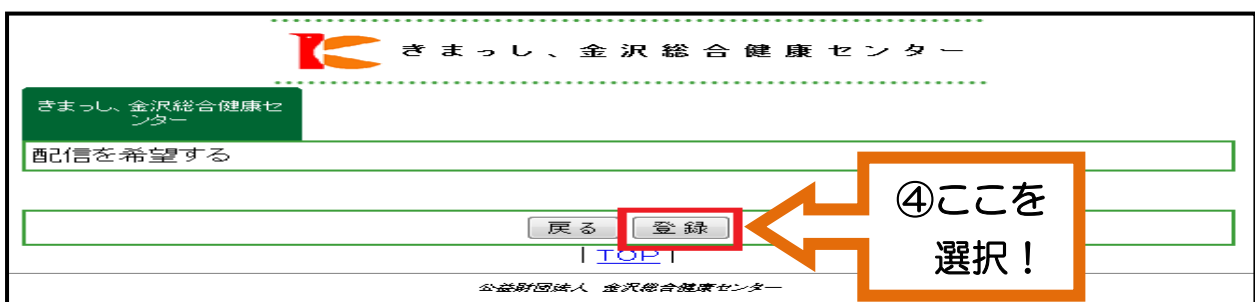 きまっし、金沢総合健康センター
きまっし、金沢総合健康セ
ンター
配信を希望する
④ここを
選択！
戻る 登録
| TOP |
公益財団法人 金沢総合健康センター